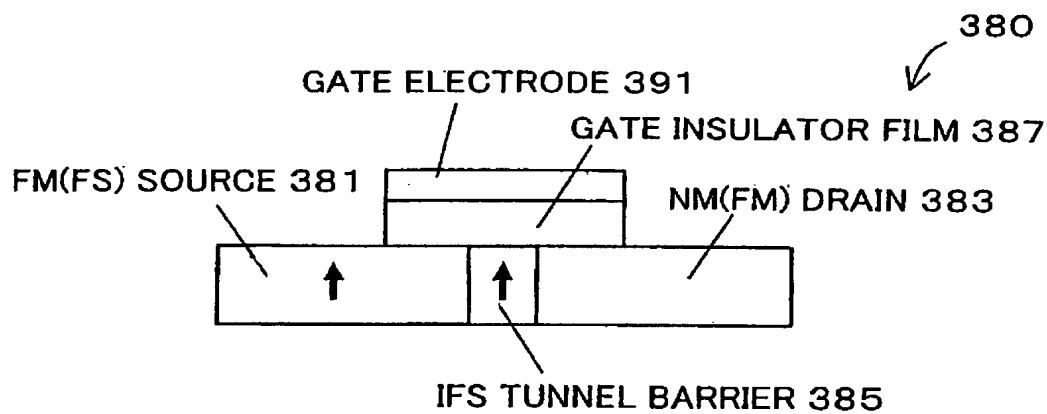 380
GATE ELECTRODE 391
GATE INSULATOR FILM 387
FM(FS) SOURCE 381
NM(FM) DRAIN 383
IFS TUNNEL BARRIER 385